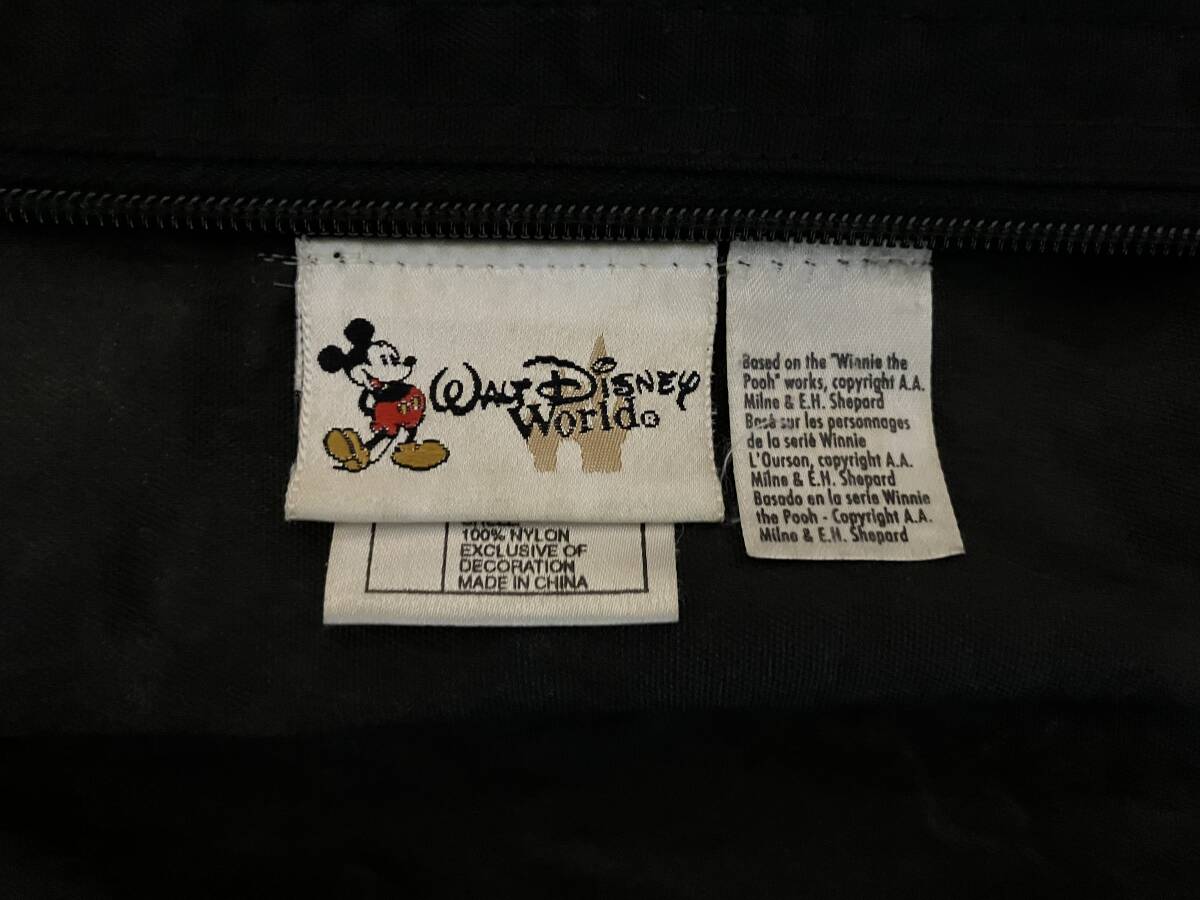 Walt Disney
World®
100% NYLON
EXCLUSIVE OF
DECORATION
MADE IN CHINA
Based on the "Winnie the
Pooh" works, copyright A.A.
Milne & E.H. Shepard
Basé sur les personnages
de la serié Winnie
L'Ourson, copyright A.A.
Milne & E.H. Shepard
Basado en la serie Winnie
the Pooh - Copyright A.A.
Milne & E.H. Shepard